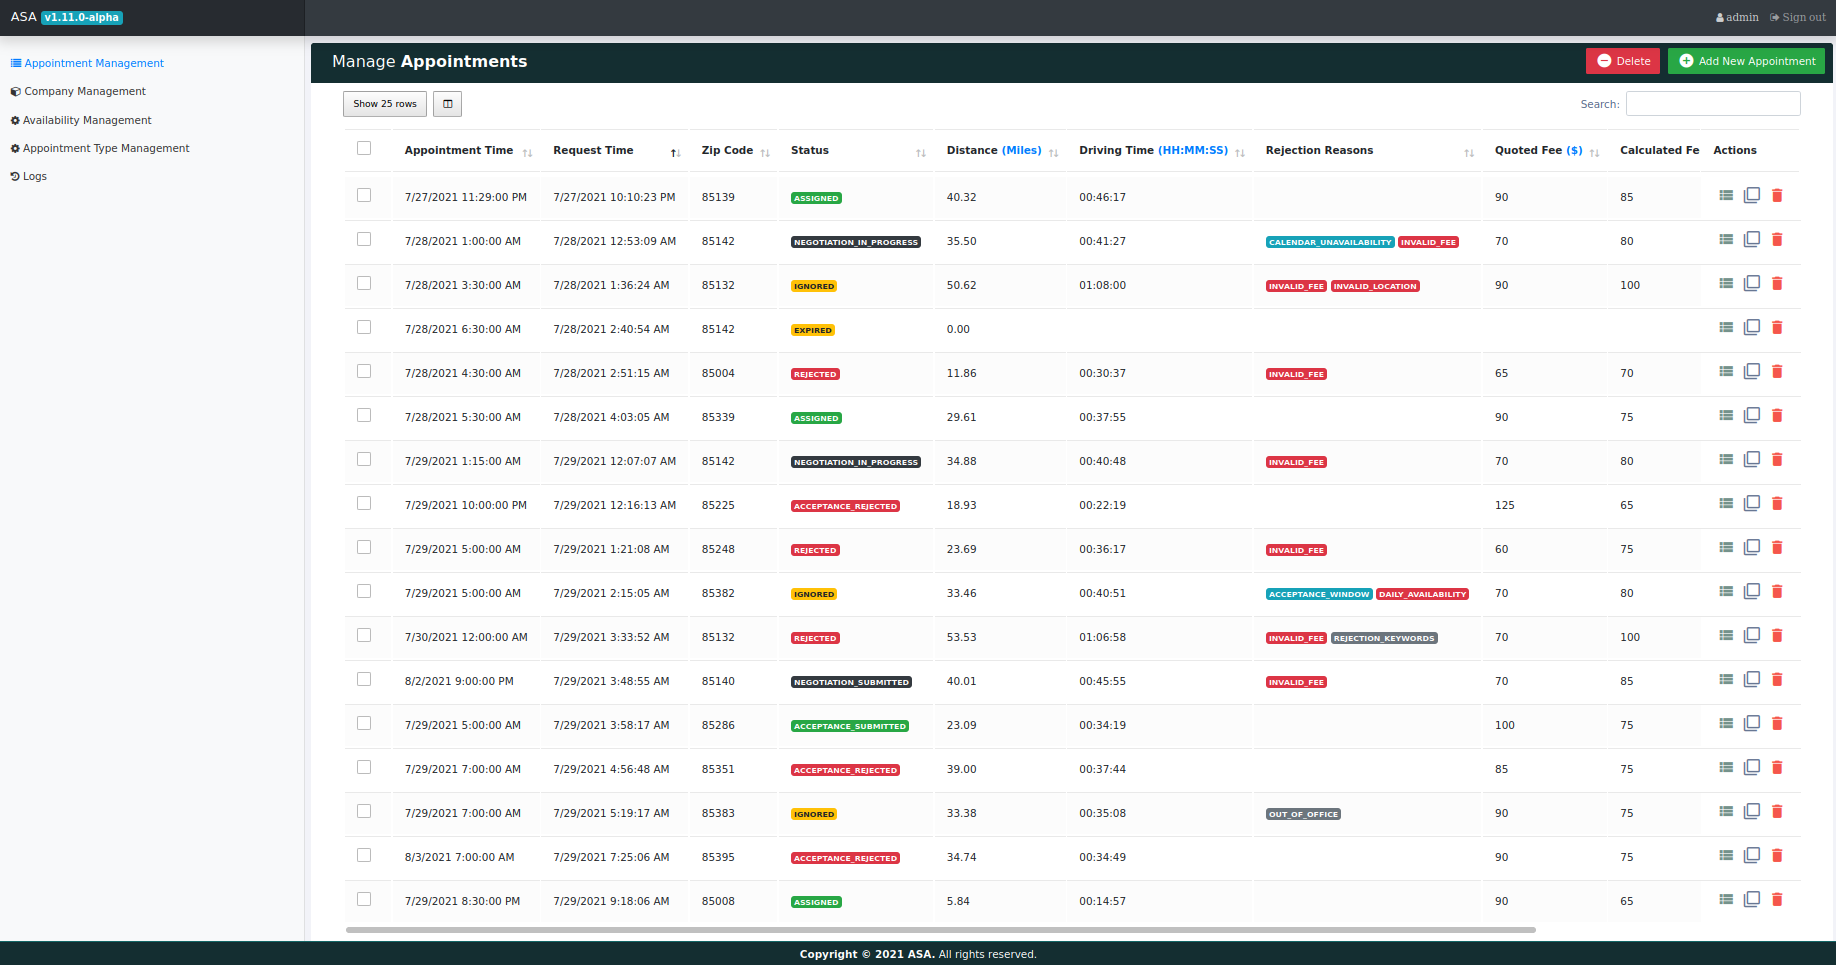 ASA v1.11.0-alpha
admin Sign out
Appointment Management
Company Management
Availability Management
Appointment Type Management
Logs
Manage Appointments
Delete Add New Appointment
Show 25 rows
Search:
Appointment Time Request Time Zip Code Status Distance (Miles) Driving Time (HH:MM:SS) Rejection Reasons Quoted Fee ($) Calculated Fe Actions
7/27/2021 11:29:00 PM 7/27/2021 10:10:23 PM 85139 ASSIGNED 40.32 00:46:17 90 85
7/28/2021 1:00:00 AM 7/28/2021 12:53:09 AM 85142 NEGOTIATION_IN_PROGRESS 35.50 00:41:27 CALENDAR_UNAVAILABILITY INVALID_FEE 70 80
7/28/2021 3:30:00 AM 7/28/2021 1:36:24 AM 85132 IGNORED 50.62 01:08:00 INVALID_FEE INVALID_LOCATION 90 100
7/28/2021 6:30:00 AM 7/28/2021 2:40:54 AM 85142 EXPIRED 0.00
7/28/2021 4:30:00 AM 7/28/2021 2:51:15 AM 85004 REJECTED 11.86 00:30:37 INVALID_FEE 65 70
7/28/2021 5:30:00 AM 7/28/2021 4:03:05 AM 85339 ASSIGNED 29.61 00:37:55 90 75
7/29/2021 1:15:00 AM 7/29/2021 12:07:07 AM 85142 NEGOTIATION_IN_PROGRESS 34.88 00:40:48 INVALID_FEE 70 80
7/29/2021 10:00:00 PM 7/29/2021 12:16:13 AM 85225 ACCEPTANCE_REJECTED 18.93 00:22:19 125 65
7/29/2021 5:00:00 AM 7/29/2021 1:21:08 AM 85248 REJECTED 23.69 00:36:17 INVALID_FEE 60 75
7/29/2021 5:00:00 AM 7/29/2021 2:15:05 AM 85382 IGNORED 33.46 00:40:51 ACCEPTANCE_WINDOW DAILY_AVAILABILITY 70 80
7/30/2021 12:00:00 AM 7/29/2021 3:33:52 AM 85132 REJECTED 53.53 01:06:58 INVALID_FEE REJECTION_KEYWORDS 70 100
8/2/2021 9:00:00 PM 7/29/2021 3:48:55 AM 85140 NEGOTIATION_SUBMITTED 40.01 00:45:55 INVALID_FEE 70 85
7/29/2021 5:00:00 AM 7/29/2021 3:58:17 AM 85286 ACCEPTANCE_SUBMITTED 23.09 00:34:19 100 75
7/29/2021 7:00:00 AM 7/29/2021 4:56:48 AM 85351 ACCEPTANCE_REJECTED 39.00 00:37:44 85 75
7/29/2021 7:00:00 AM 7/29/2021 5:19:17 AM 85383 IGNORED 33.38 00:35:08 OUT_OF_OFFICE 90 75
8/3/2021 7:00:00 AM 7/29/2021 7:25:06 AM 85395 ACCEPTANCE_REJECTED 34.74 00:34:49 90 75
7/29/2021 8:30:00 PM 7/29/2021 9:18:06 AM 85008 ASSIGNED 5.84 00:14:57 90 65
Copyright © 2021 ASA. All rights reserved.